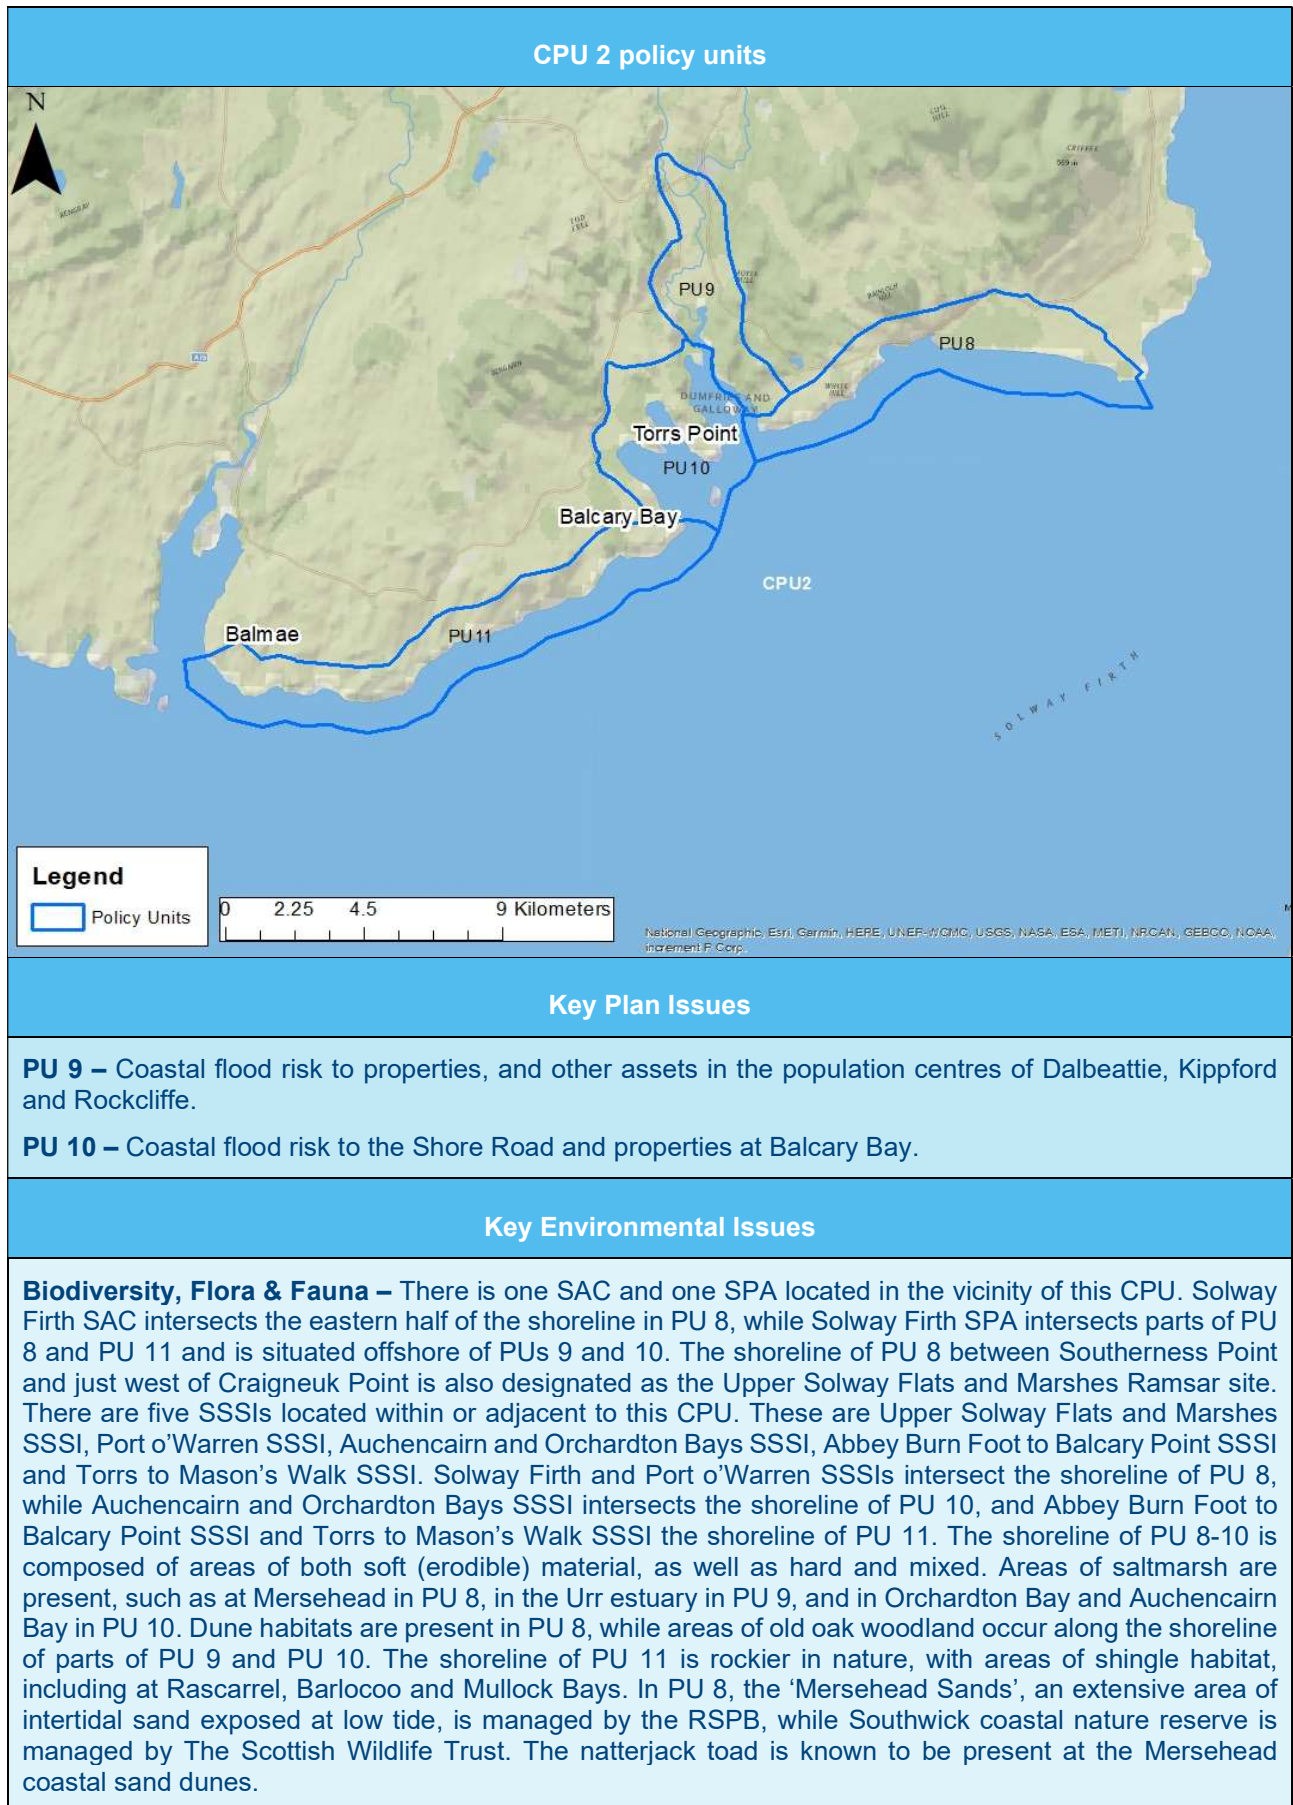 CPU 2 policy units
N
CRIFFEL
569 m
A75
PU9
PU8
DUMFRIES AND
GALLOWAY
Torrs Point
PU10
Balcary Bay
CPU2
Balmae
PU11
SOLWAY FIRTH
Legend
Policy Units
0 2.25 4.5 9 Kilometers
National Geographic, Esri, Garmin, HERE, UNEP-WCMC, USGS, NASA, ESA, METI, NRCAN, GEBCO, NOAA,
increment P Corp.
Key Plan Issues
PU 9 – Coastal flood risk to properties, and other assets in the population centres of Dalbeattie, Kippford
and Rockcliffe.
PU 10 – Coastal flood risk to the Shore Road and properties at Balcary Bay.
Key Environmental Issues
Biodiversity, Flora & Fauna – There is one SAC and one SPA located in the vicinity of this CPU. Solway
Firth SAC intersects the eastern half of the shoreline in PU 8, while Solway Firth SPA intersects parts of PU
8 and PU 11 and is situated offshore of PUs 9 and 10. The shoreline of PU 8 between Southerness Point
and just west of Craigneuk Point is also designated as the Upper Solway Flats and Marshes Ramsar site.
There are five SSSIs located within or adjacent to this CPU. These are Upper Solway Flats and Marshes
SSSI, Port o’Warren SSSI, Auchencairn and Orchardton Bays SSSI, Abbey Burn Foot to Balcary Point SSSI
and Torrs to Mason’s Walk SSSI. Solway Firth and Port o’Warren SSSIs intersect the shoreline of PU 8,
while Auchencairn and Orchardton Bays SSSI intersects the shoreline of PU 10, and Abbey Burn Foot to
Balcary Point SSSI and Torrs to Mason’s Walk SSSI the shoreline of PU 11. The shoreline of PU 8-10 is
composed of areas of both soft (erodible) material, as well as hard and mixed. Areas of saltmarsh are
present, such as at Mersehead in PU 8, in the Urr estuary in PU 9, and in Orchardton Bay and Auchencairn
Bay in PU 10. Dune habitats are present in PU 8, while areas of old oak woodland occur along the shoreline
of parts of PU 9 and PU 10. The shoreline of PU 11 is rockier in nature, with areas of shingle habitat,
including at Rascarrel, Barlocoo and Mullock Bays. In PU 8, the ‘Mersehead Sands’, an extensive area of
intertidal sand exposed at low tide, is managed by the RSPB, while Southwick coastal nature reserve is
managed by The Scottish Wildlife Trust. The natterjack toad is known to be present at the Mersehead
coastal sand dunes.